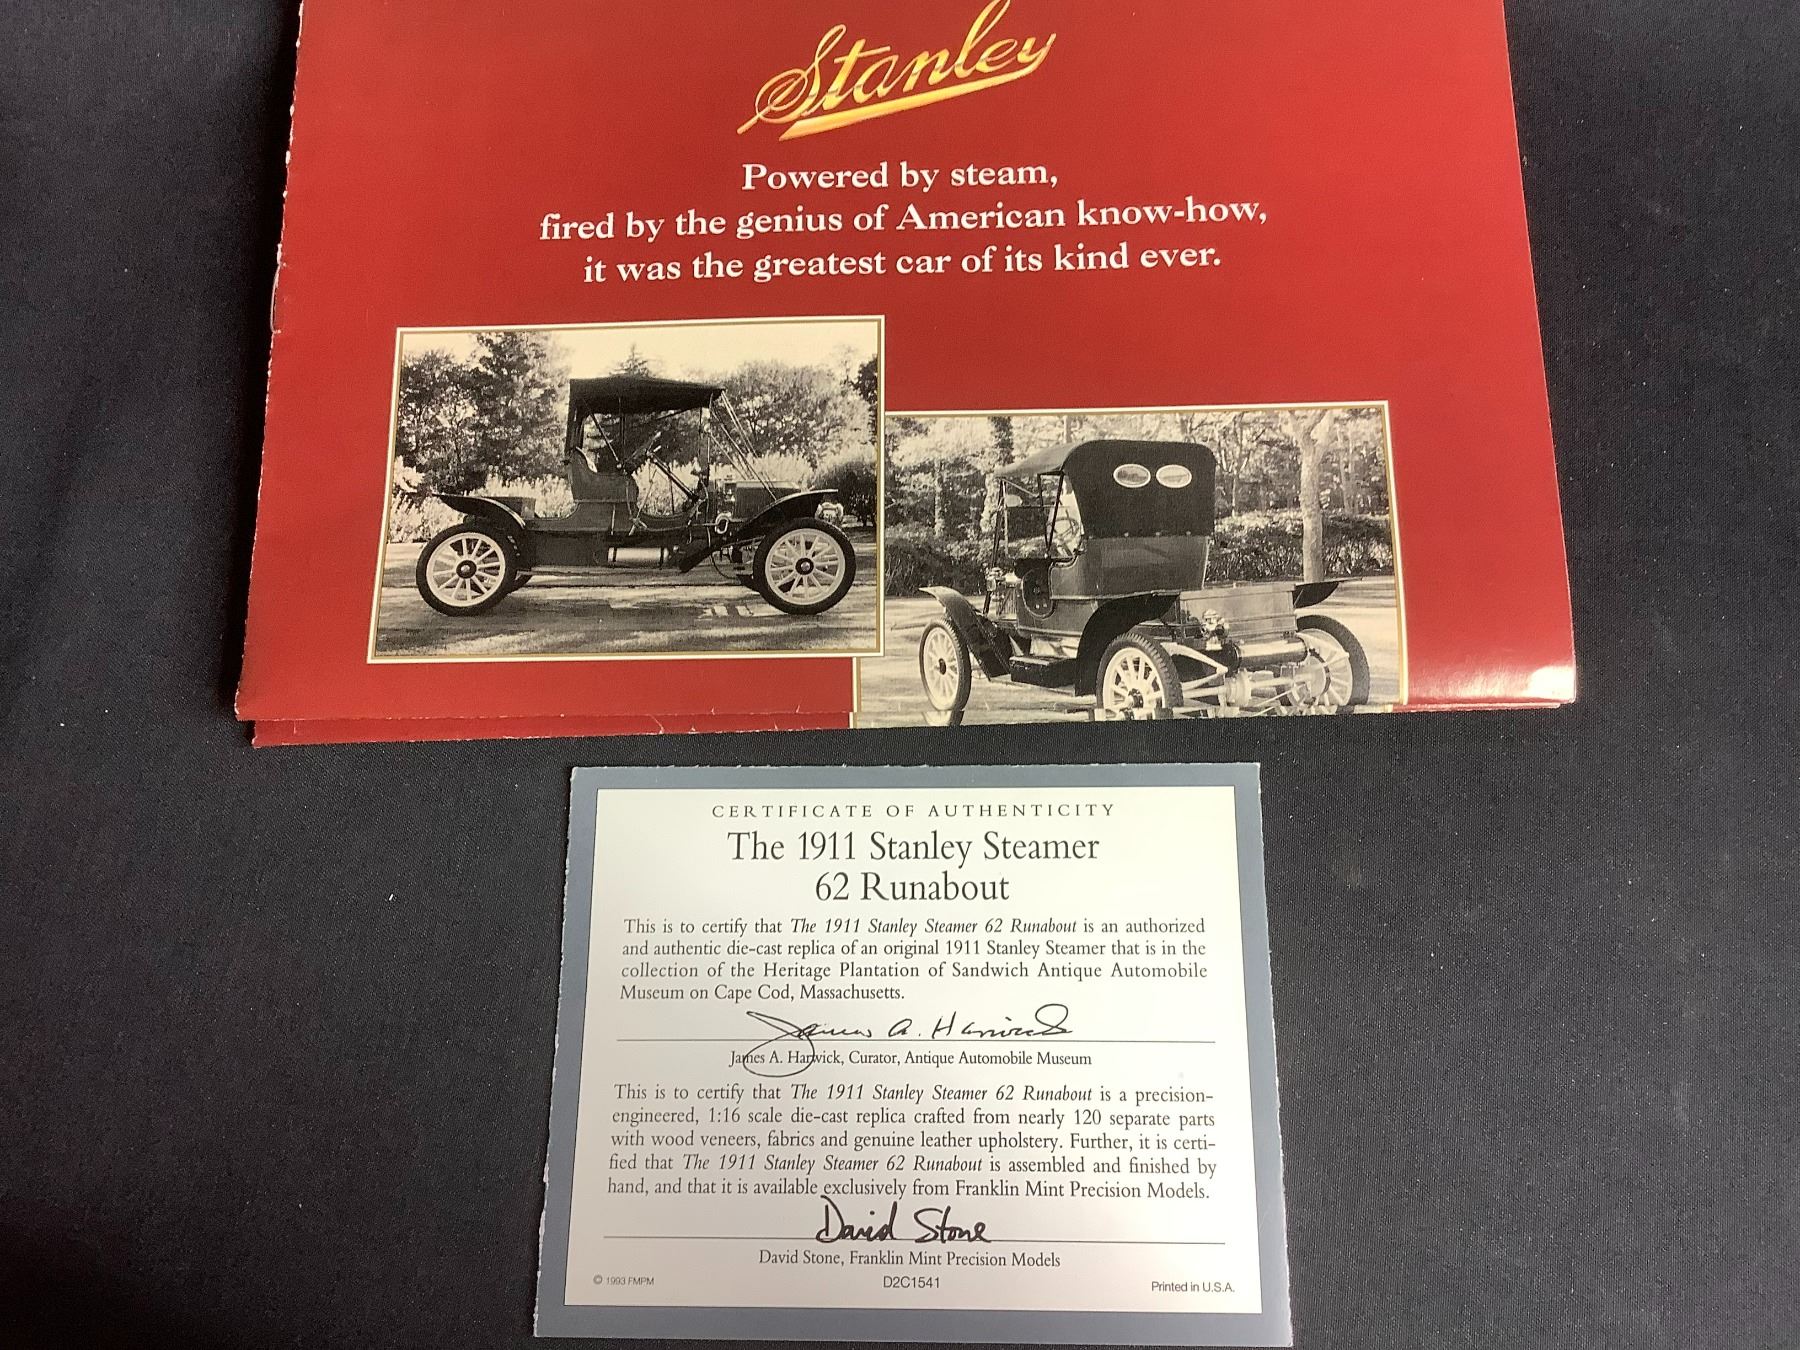 Stanley
Powered by steam,
fired by the genius of American know-how,
it was the greatest car of its kind ever.
CERTIFICATE OF AUTHENTICITY
The 1911 Stanley Steamer
62 Runabout
This is to certify that The 1911 Stanley Steamer 62 Runabout is an authorized
and authentic die-cast replica of an original 1911 Stanley Steamer that is in the
collection of the Heritage Plantation of Sandwich Antique Automobile
Museum on Cape Cod, Massachusetts.
James A. Harwick
James A. Harwick, Curator, Antique Automobile Museum
This is to certify that The 1911 Stanley Steamer 62 Runabout is a precision-
engineered, 1:16 scale die-cast replica crafted from nearly 120 separate parts
with wood veneers, fabrics and genuine leather upholstery. Further, it is certi-
fied that The 1911 Stanley Steamer 62 Runabout is assembled and finished by
hand, and that it is available exclusively from Franklin Mint Precision Models.
David Stone
David Stone, Franklin Mint Precision Models
© 1993 FMPM D2C1541 Printed in U.S.A.